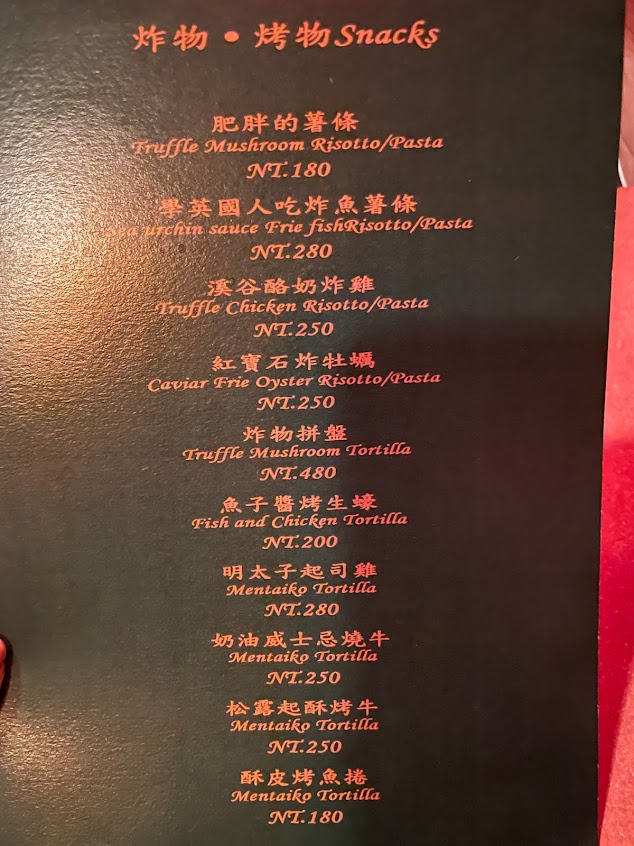 炸物•烤物Snacks
肥胖的薯條
Truffle Mushroom Risotto/Pasta
NT.180
學英國人吃炸魚薯條
Sea urchin sauce Frie fishRisotto/Pasta
NT.280
溪谷酪奶炸雞
Truffle Chicken Risotto/Pasta
NT.250
紅寶石炸牡蠣
Caviar Frie Oyster Risotto/Pasta
NT.250
炸物拼盤
Truffle Mushroom Tortilla
NT.480
魚子醬烤生蠔
Fish and Chicken Tortilla
NT.200
明太子起司雞
Mentaiko Tortilla
NT.280
奶油威士忌燒牛
Mentaiko Tortilla
NT.250
松露起酥烤牛
Mentaiko Tortilla
NT.250
酥皮烤魚捲
Mentaiko Tortilla
NT.180